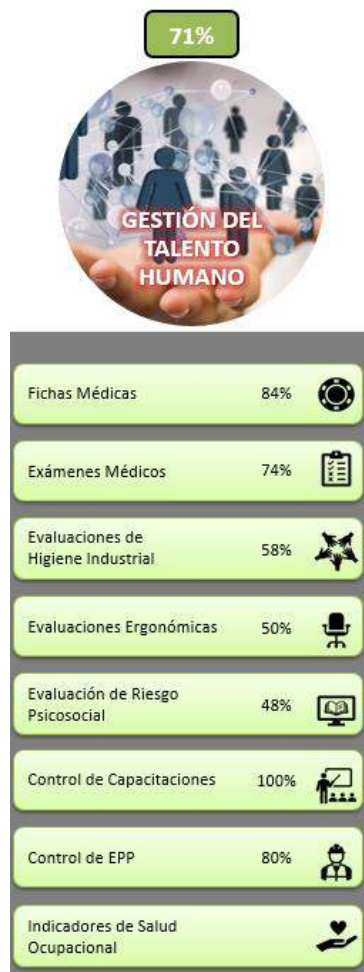 71%
GESTIÓN DEL
TALENTO
HUMANO
Fichas Médicas 84%
Exámenes Médicos 74%
Evaluaciones de
Higiene Industrial 58%
Evaluaciones Ergonómicas 50%
Evaluación de Riesgo
Psicosocial 48%
Control de Capacitaciones 100%
Control de EPP 80%
Indicadores de Salud
Ocupacional